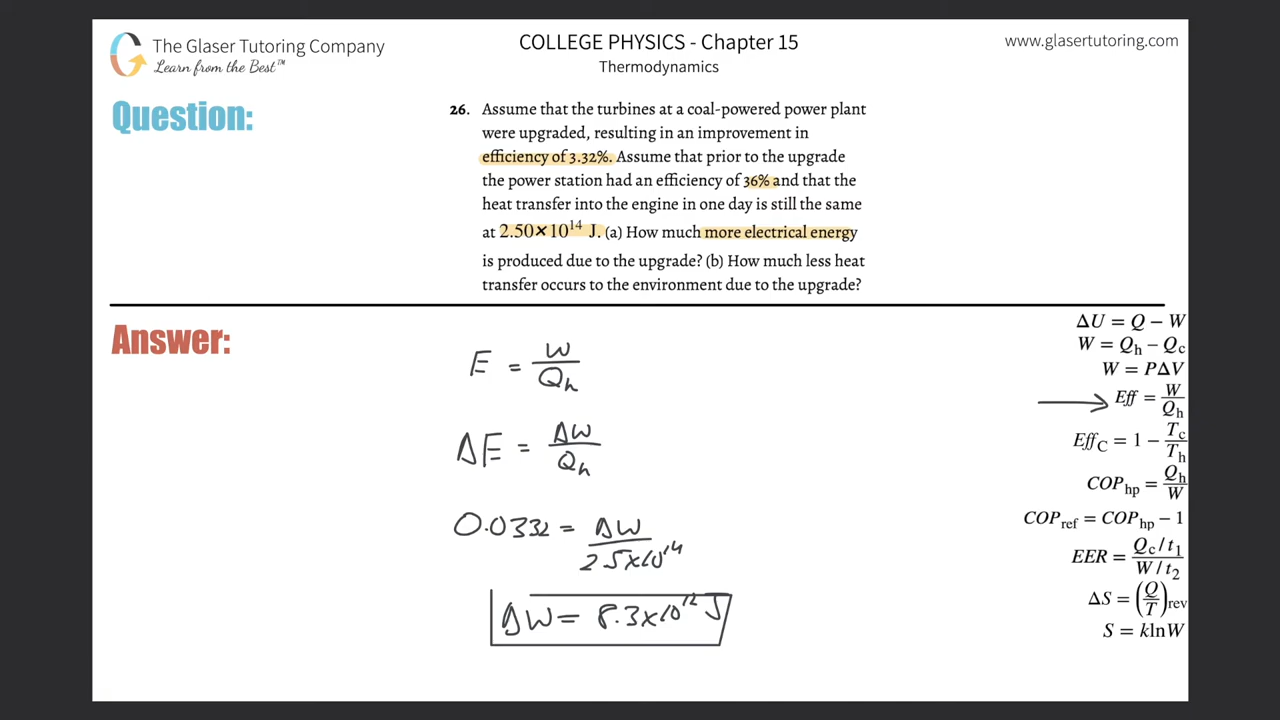 The Glaser Tutoring Company
Learn from the Best™
COLLEGE PHYSICS - Chapter 15
Thermodynamics
www.glasertutoring.com
Question:
26. Assume that the turbines at a coal-powered power plant
were upgraded, resulting in an improvement in
efficiency of 3.32%. Assume that prior to the upgrade
the power station had an efficiency of 36% and that the
heat transfer into the engine in one day is still the same
at 2.50×10¹⁴ J. (a) How much more electrical energy
is produced due to the upgrade? (b) How much less heat
transfer occurs to the environment due to the upgrade?
Answer:
E = W/Qh
ΔE = ΔW/Qh
0.0332 = ΔW/2.5×10¹⁴
ΔW = 8.3×10¹² J
ΔU = Q − W
W = Qh − Qc
W = PΔV
Eff = W/Qh
EffC = 1 − Tc/Th
COPhp = Qh/W
COPref = COPhp − 1
EER = (Qc/t1)/(W/t2)
ΔS = (Q/T)rev
S = klnW